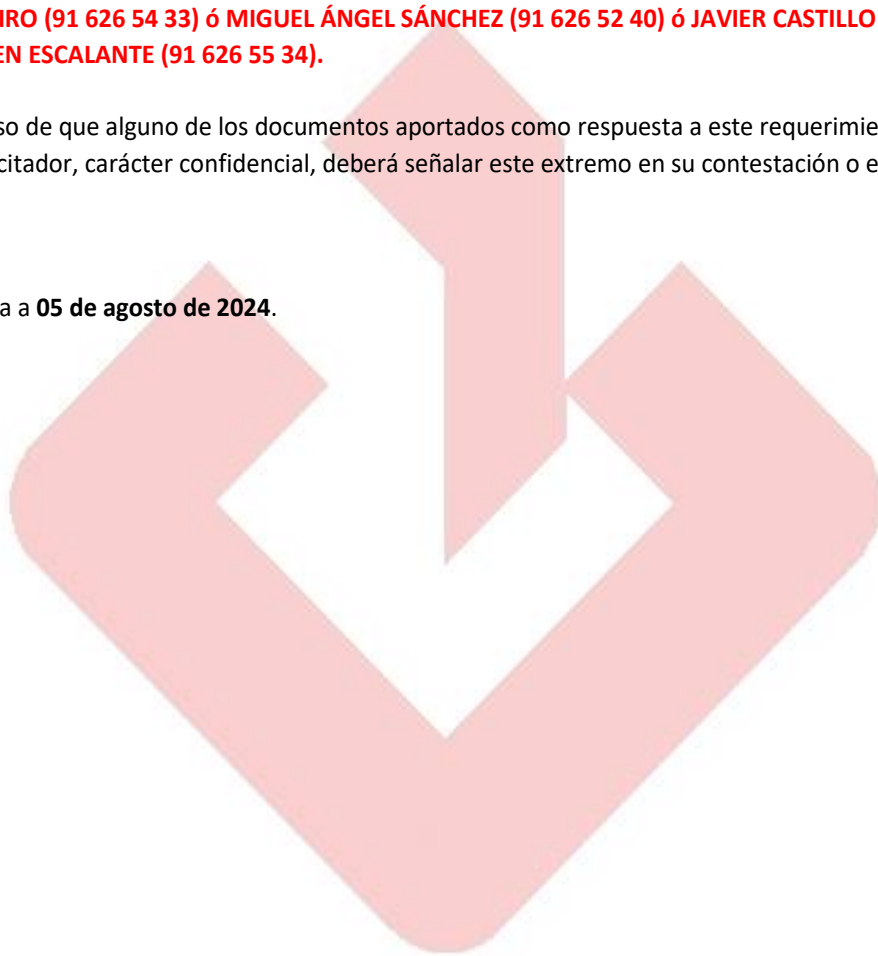 IRO (91 626 54 33) ó MIGUEL ÁNGEL SÁNCHEZ (91 626 52 40) ó JAVIER CASTILLO
EN ESCALANTE (91 626 55 34).
so de que alguno de los documentos aportados como respuesta a este requerimie
citador, carácter confidencial, deberá señalar este extremo en su contestación o e
a a 05 de agosto de 2024.